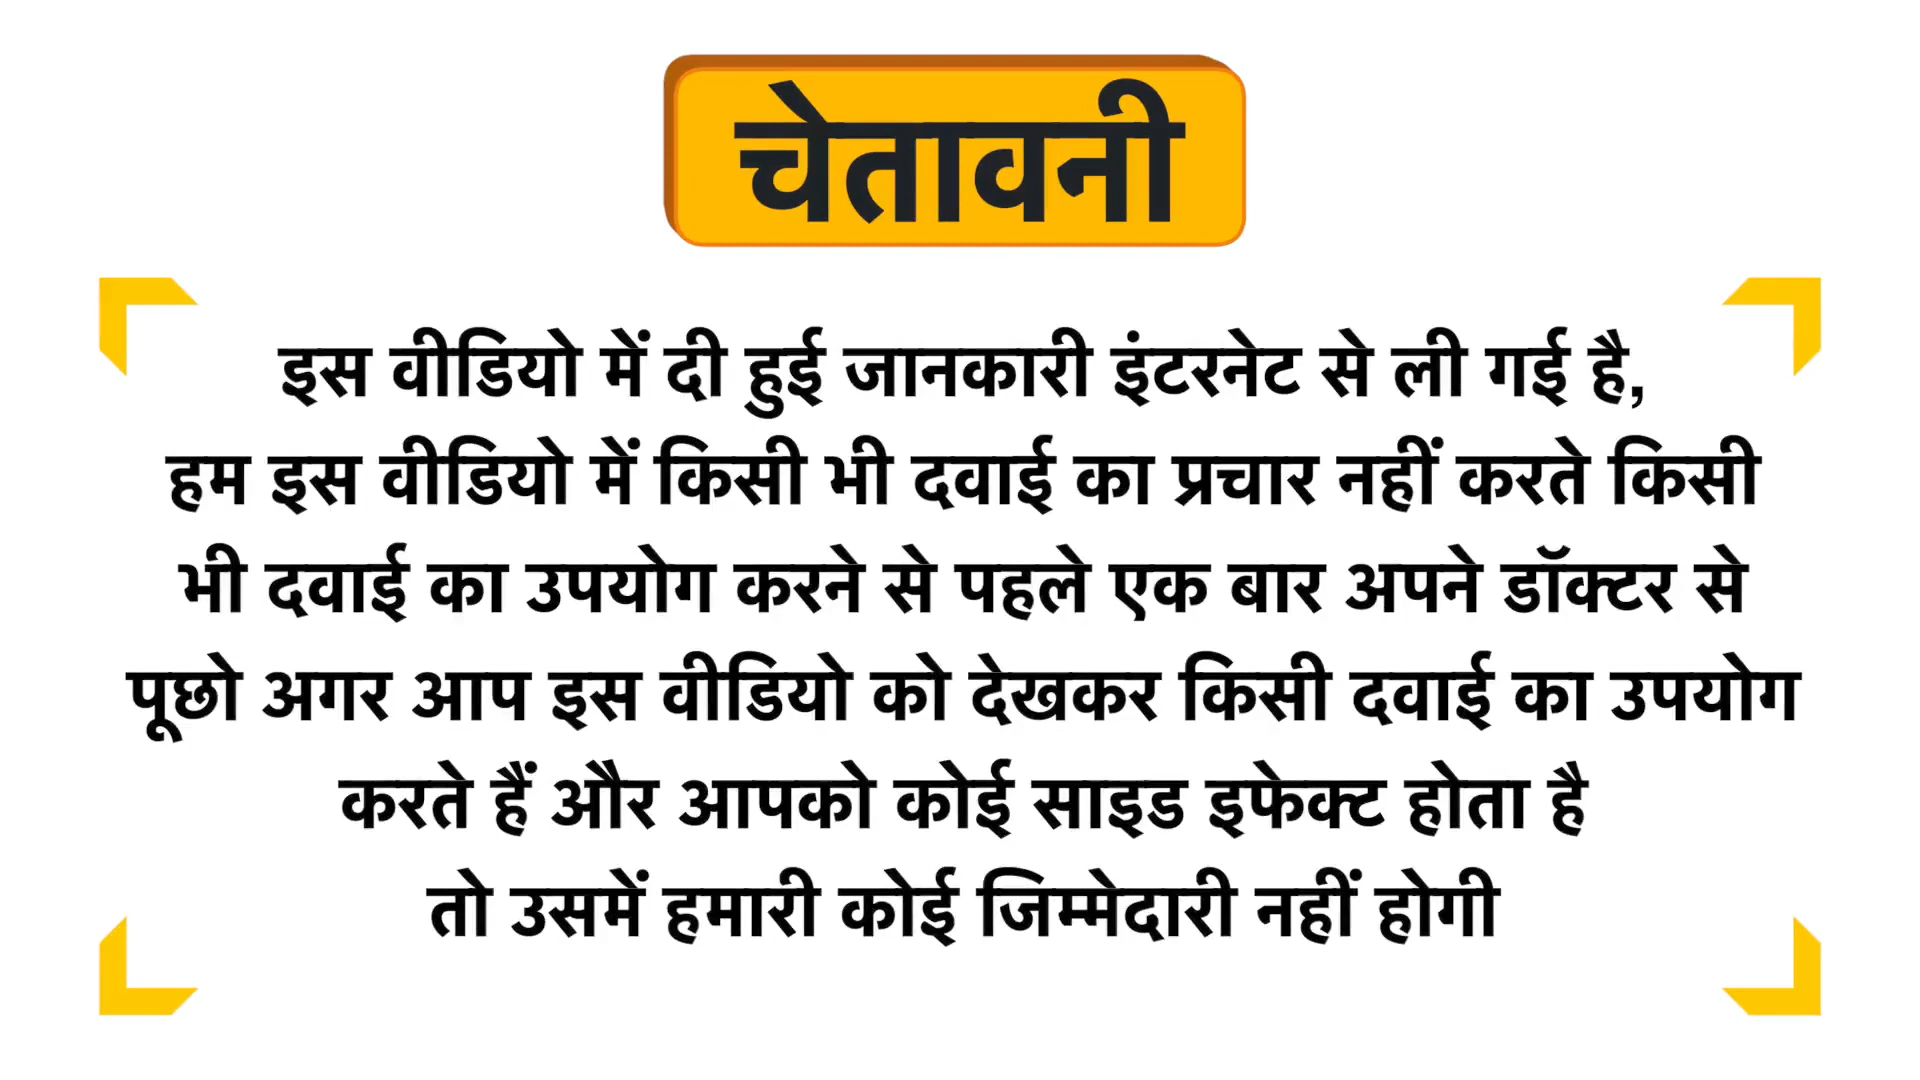 चेतावनी
इस वीडियो में दी हुई जानकारी इंटरनेट से ली गई है,
हम इस वीडियो में किसी भी दवाई का प्रचार नहीं करते किसी
भी दवाई का उपयोग करने से पहले एक बार अपने डॉक्टर से
पूछो अगर आप इस वीडियो को देखकर किसी दवाई का उपयोग
करते हैं और आपको कोई साइड इफेक्ट होता है
तो उसमें हमारी कोई जिम्मेदारी नहीं होगी